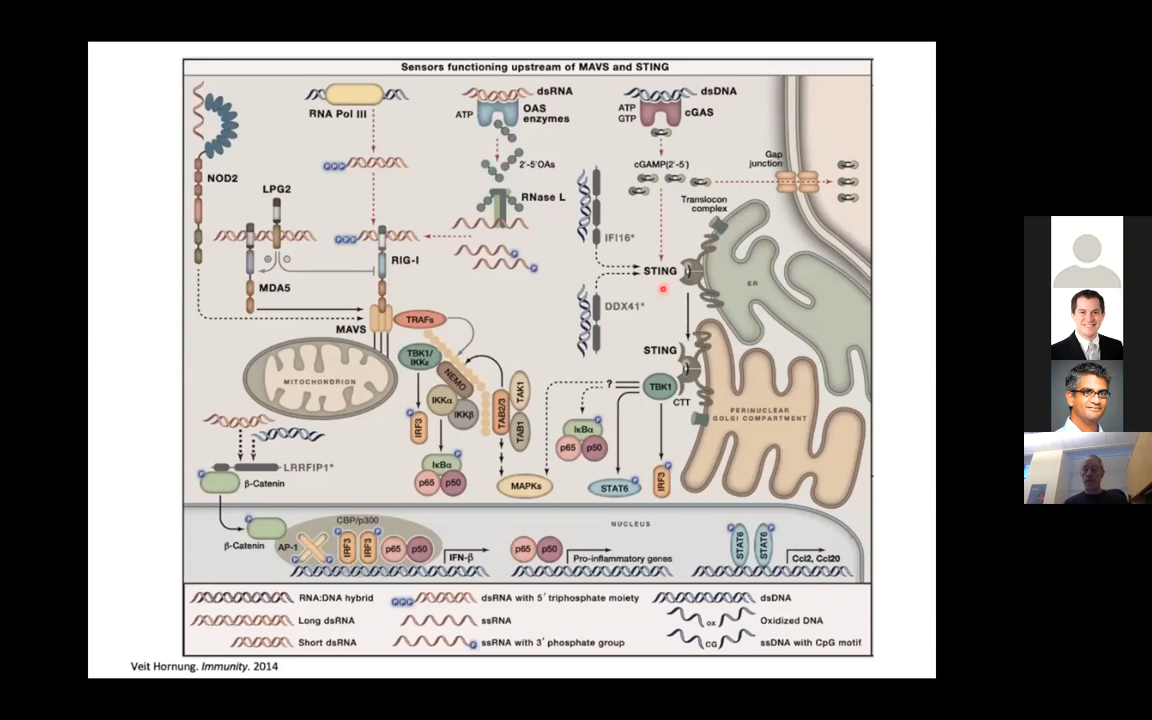 Sensors functioning upstream of MAVS and STING
RNA Pol III
dsRNA
ATP
OAS
enzymes
dsDNA
ATP
GTP
cGAS
NOD2
LPG2
PPP
2'-5'OAs
cGAMP(2'-5')
Gap
junction
RNase L
Translocon
complex
PPP
RIG-I
P
P
IFI16*
STING
ER
MDA5
DDX41*
MAVS
TRAFs
MITOCHONDRION
TBK1/
IKKε
NEMO
IKKα
IKKβ
P
IRF3
TAB2/3
TAK1
TAB1
STING
?
TBK1
CTT
PERINUCLEAR
GOLGI COMPARTMENT
P
IκBα
p65
p50
LRRFIP1*
P
β-Catenin
P
IκBα
p65
p50
MAPKs
STAT6
P
P
IRF3
NUCLEUS
P
β-Catenin
CBP/p300
AP-1
P
P
P
IRF3
P
IRF3
p65
p50
IFN-β
p65
p50
Pro-inflammatory genes
P
STAT6
P
STAT6
Ccl2, Ccl20
RNA:DNA hybrid
PPP
dsRNA with 5′ triphosphate moiety
dsDNA
Long dsRNA
ssRNA
ox
Oxidized DNA
Short dsRNA
P
ssRNA with 3′ phosphate group
CG
ssDNA with CpG motif
Veit Hornung. Immunity. 2014